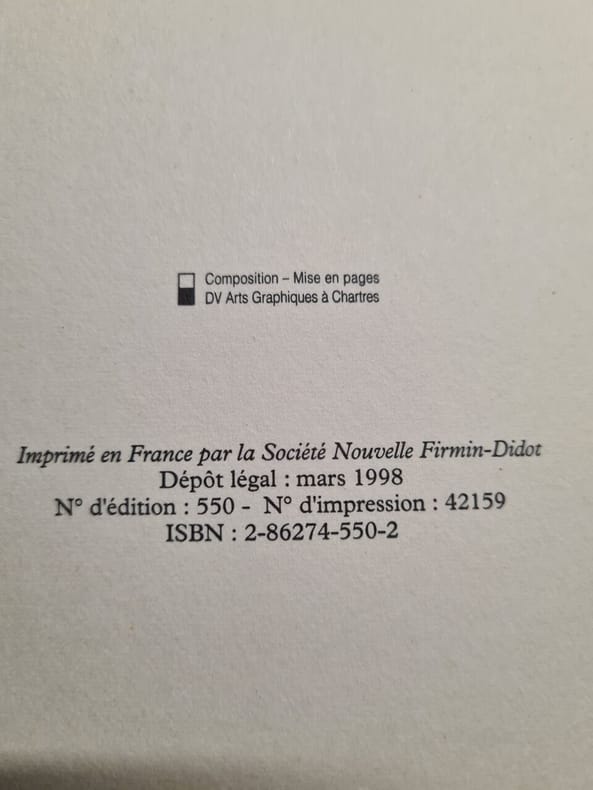 Composition – Mise en pages
DV Arts Graphiques à Chartres
Imprimé en France par la Société Nouvelle Firmin-Didot
Dépôt légal : mars 1998
N° d'édition : 550 - N° d'impression : 42159
ISBN : 2-86274-550-2